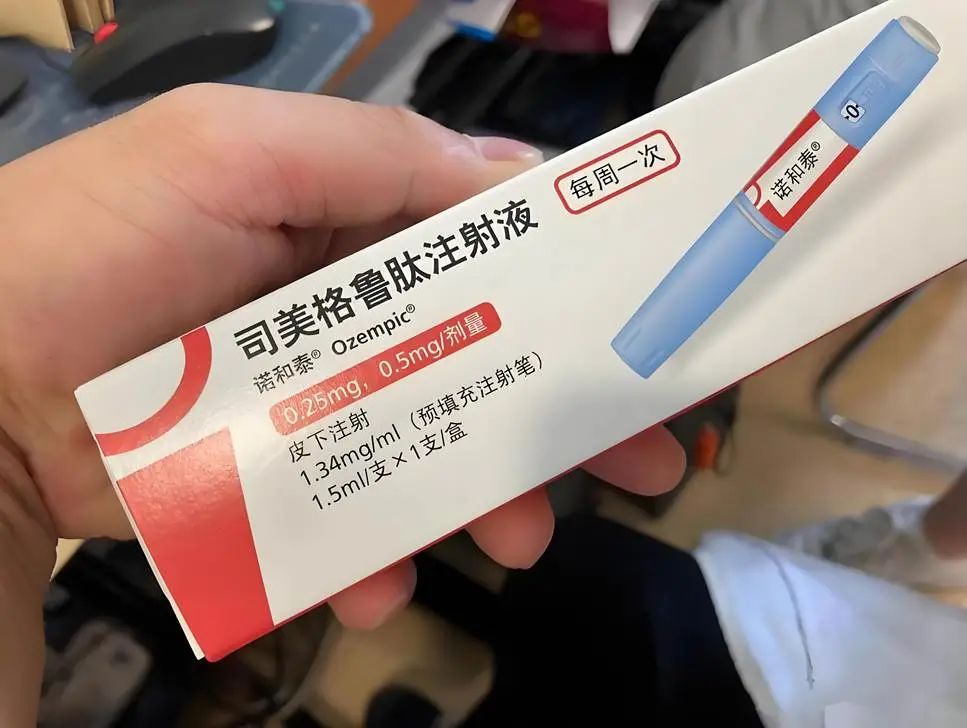 司美格鲁肽注射液
每周一次
诺和泰® Ozempic®
0.25mg，0.5mg/剂量
皮下注射
1.34mg/ml（预填充注射笔）
1.5ml/支×1支/盒
诺和泰®
0